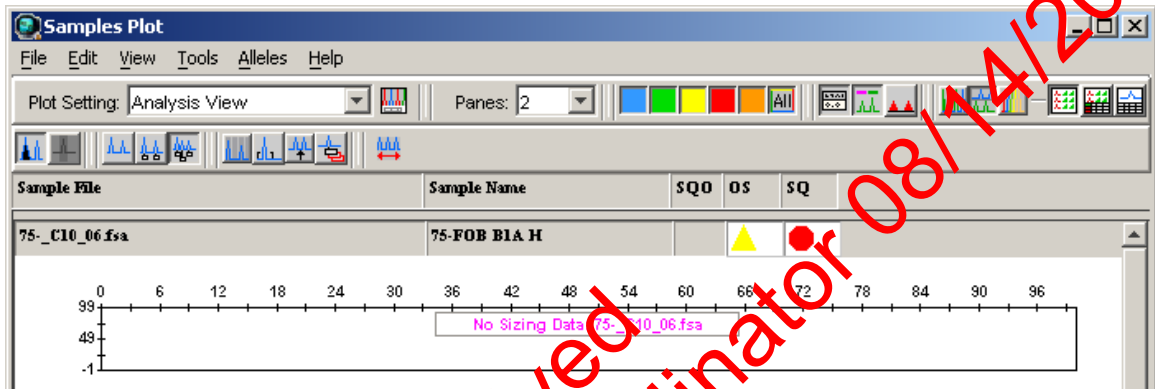 Samples Plot
File Edit View Tools Alleles Help
Plot Setting: Analysis View Panes: 2 All
Sample File Sample Name SQO OS SQ
75-_C10_06.fsa 75-FOB B1A H
0 6 12 18 24 30 36 42 48 54 60 66 72 78 84 90 96
99
No Sizing Data 75-_C10_06.fsa
49
-1
08/14/20